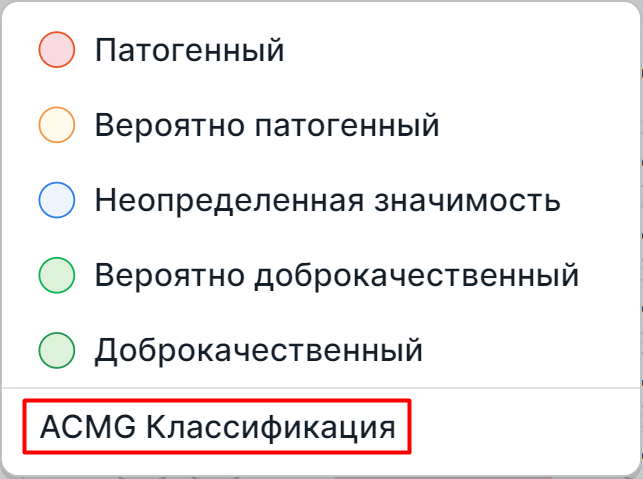 Патогенный
Вероятно патогенный
Неопределенная значимость
Вероятно доброкачественный
Доброкачественный
ACMG Классификация